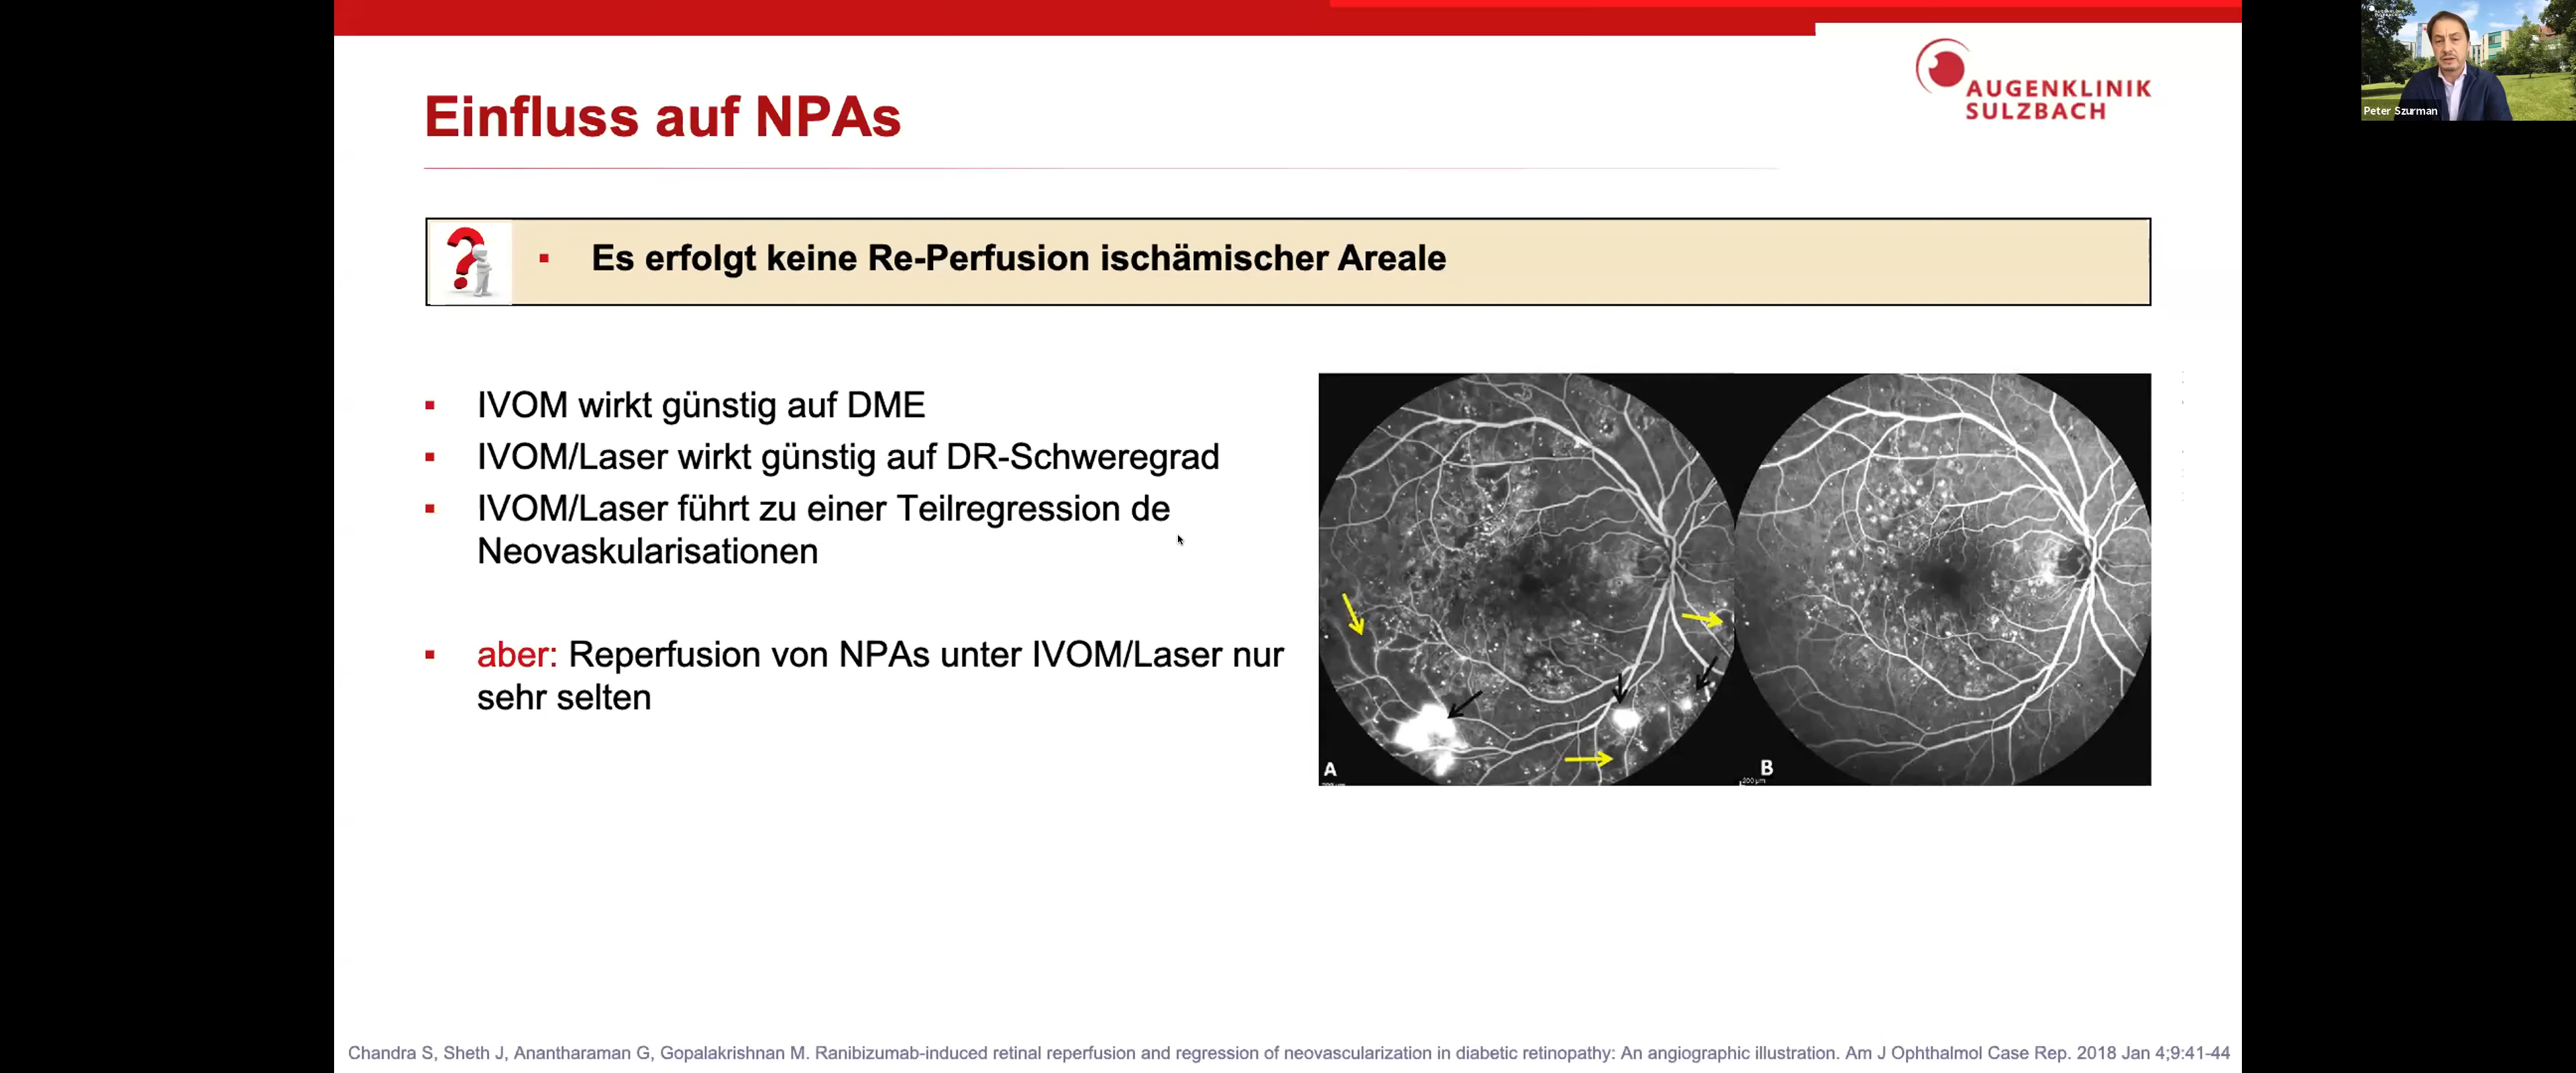 AUGENKLINIK
SULZBACH
Peter Szurman
Einfluss auf NPAs
Es erfolgt keine Re-Perfusion ischämischer Areale
IVOM wirkt günstig auf DME
IVOM/Laser wirkt günstig auf DR-Schweregrad
IVOM/Laser führt zu einer Teilregression de
Neovaskularisationen
aber: Reperfusion von NPAs unter IVOM/Laser nur
sehr selten
A
B
200 µm
Chandra S, Sheth J, Anantharaman G, Gopalakrishnan M. Ranibizumab-induced retinal reperfusion and regression of neovascularization in diabetic retinopathy: An angiographic illustration. Am J Ophthalmol Case Rep. 2018 Jan 4;9:41-44